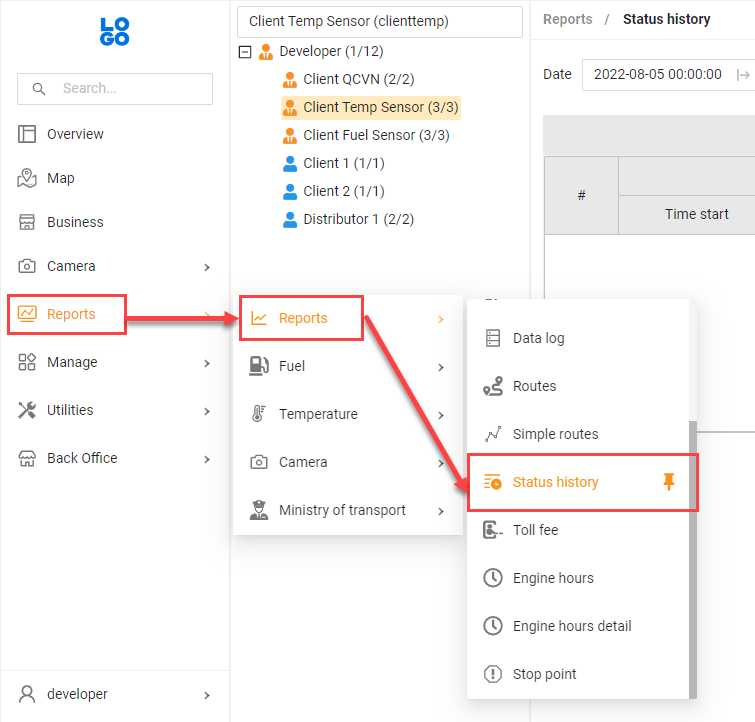 LO
GO
Search...
Overview
Map
Business
Camera
Reports
Manage
Utilities
Back Office
developer
Client Temp Sensor (clienttemp)
Developer (1/12)
Client QCVN (2/2)
Client Temp Sensor (3/3)
Client Fuel Sensor (3/3)
Client 1 (1/1)
Client 2 (1/1)
Distributor 1 (2/2)
Reports
Fuel
Temperature
Camera
Ministry of transport
Data log
Routes
Simple routes
Status history
Toll fee
Engine hours
Engine hours detail
Stop point
Reports / Status history
Date 2022-08-05 00:00:00
#
Time start